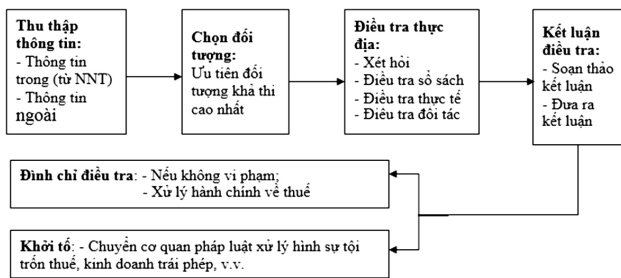 Thu thập
thông tin:
- Thông tin
trong (từ NNT)
- Thông tin
ngoài
Chọn đối
tượng:
Ưu tiên đối
tượng khả thi
cao nhất
Điều tra thực
địa:
- Xét hỏi
- Điều tra sổ sách
- Điều tra thực tế
- Điêu tra đôi tác
Kết luận
điều tra:
- Soạn thảo
kết luận
- Đưa ra
kết luận
Đình chỉ điều tra: - Nếu không vi phạm;
- Xử lý hành chính về thuế
Khởi tố: - Chuyển cơ quan pháp luật xử lý hình sự tội
trốn thuế, kinh doanh trái phép, v.v.